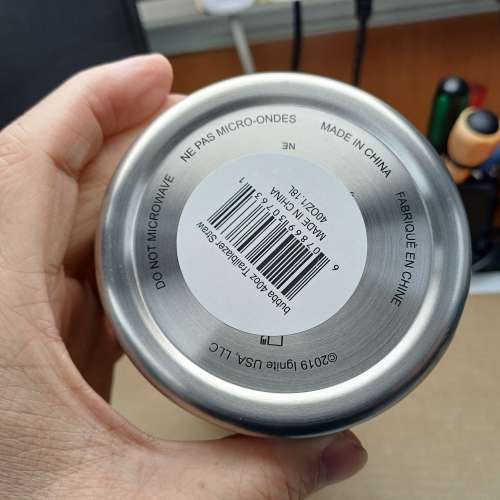 DO NOT MICROWAVE
NE PAS MICRO-ONDES
MADE IN CHINA
FABRIQUÉ EN CHINE
©2019 Ignite USA, LLC
NE
bubba 40oz Trailblazer Straw
MADE IN CHINA
40OZ/1.18L